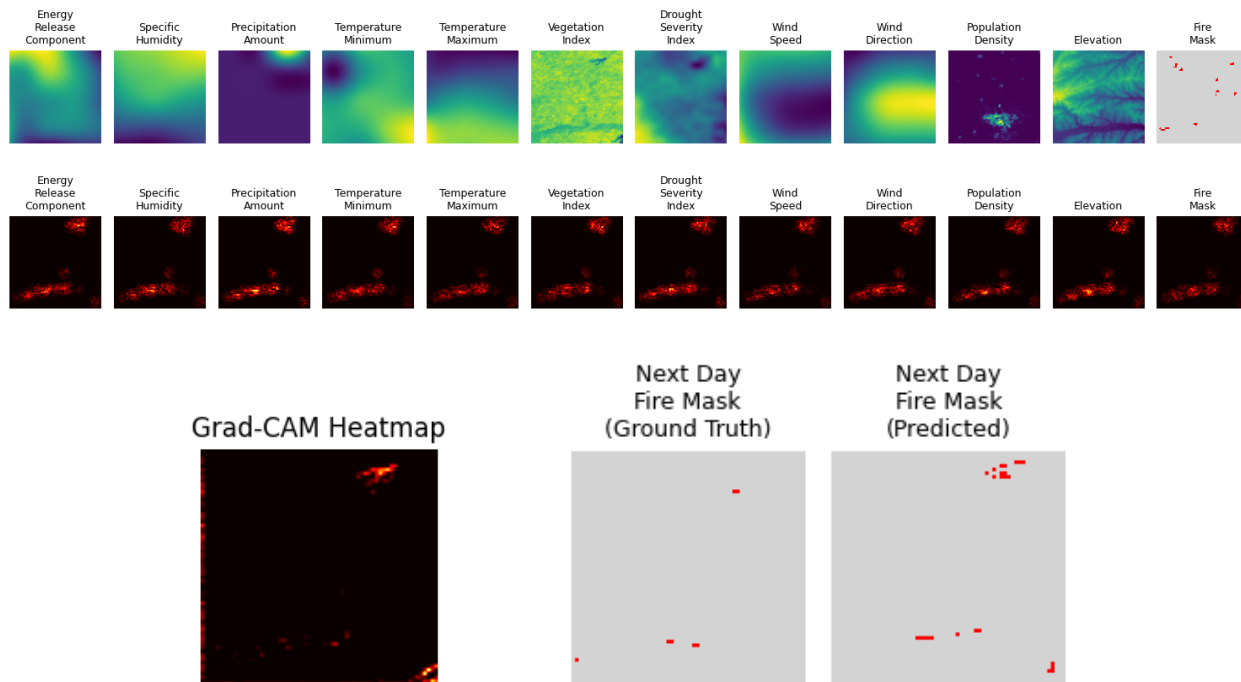 Energy
Release
Component
Specific
Humidity
Precipitation
Amount
Temperature
Minimum
Temperature
Maximum
Vegetation
Index
Drought
Severity
Index
Wind
Speed
Wind
Direction
Population
Density
Elevation
Fire
Mask
Energy
Release
Component
Specific
Humidity
Precipitation
Amount
Temperature
Minimum
Temperature
Maximum
Vegetation
Index
Drought
Severity
Index
Wind
Speed
Wind
Direction
Population
Density
Elevation
Fire
Mask
Grad-CAM Heatmap
Next Day
Fire Mask
(Ground Truth)
Next Day
Fire Mask
(Predicted)